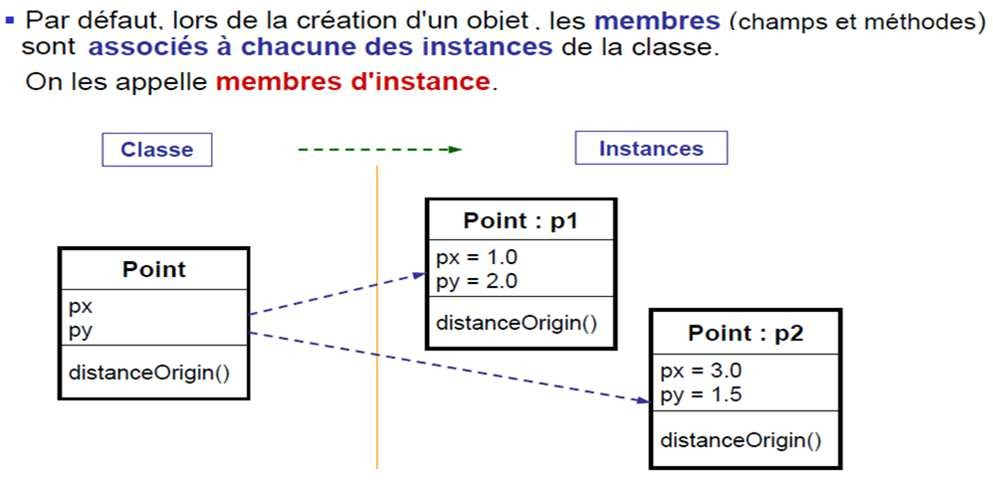 ▪ Par défaut, lors de la création d'un objet, les membres (champs et méthodes)
sont associés à chacune des instances de la classe.
On les appelle membres d'instance.
Classe
Instances
Point : p1
px = 1.0
py = 2.0
distanceOrigin()
Point
px
py
distanceOrigin()
Point : p2
px = 3.0
py = 1.5
distanceOrigin()